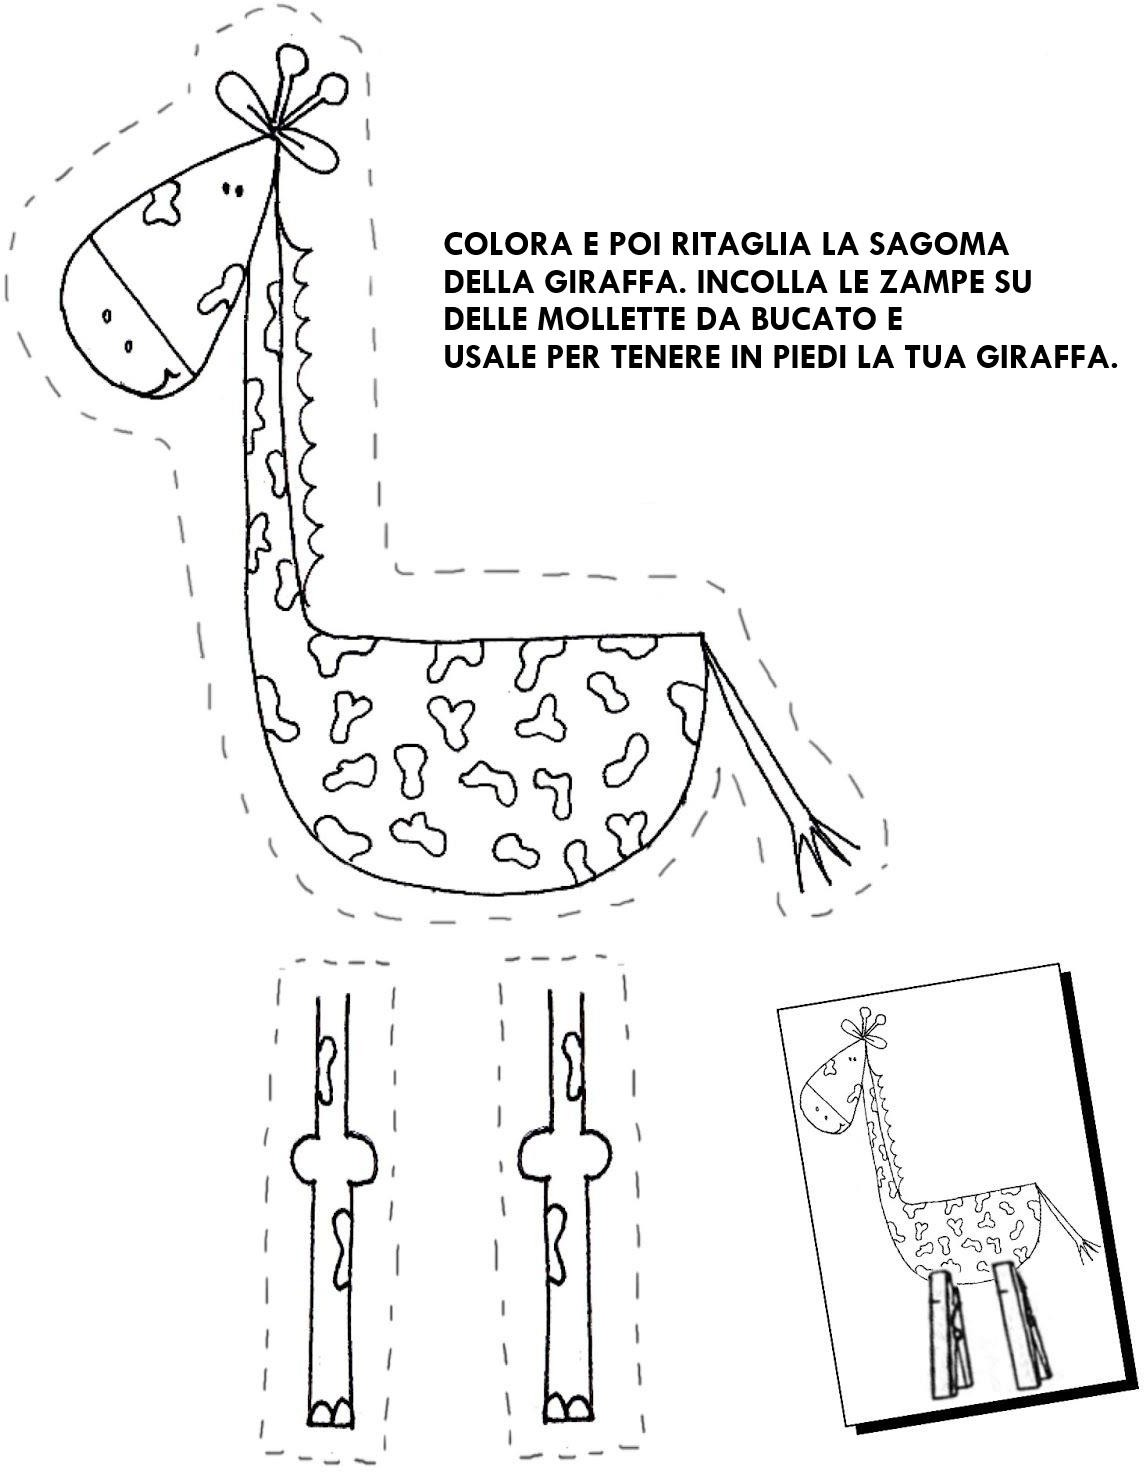 COLORA E POI RITAGLIA LA SAGOMA
DELLA GIRAFFA. INCOLLA LE ZAMPE SU
DELLE MOLLETTE DA BUCATO E
USALE PER TENERE IN PIEDI LA TUA GIRAFFA.